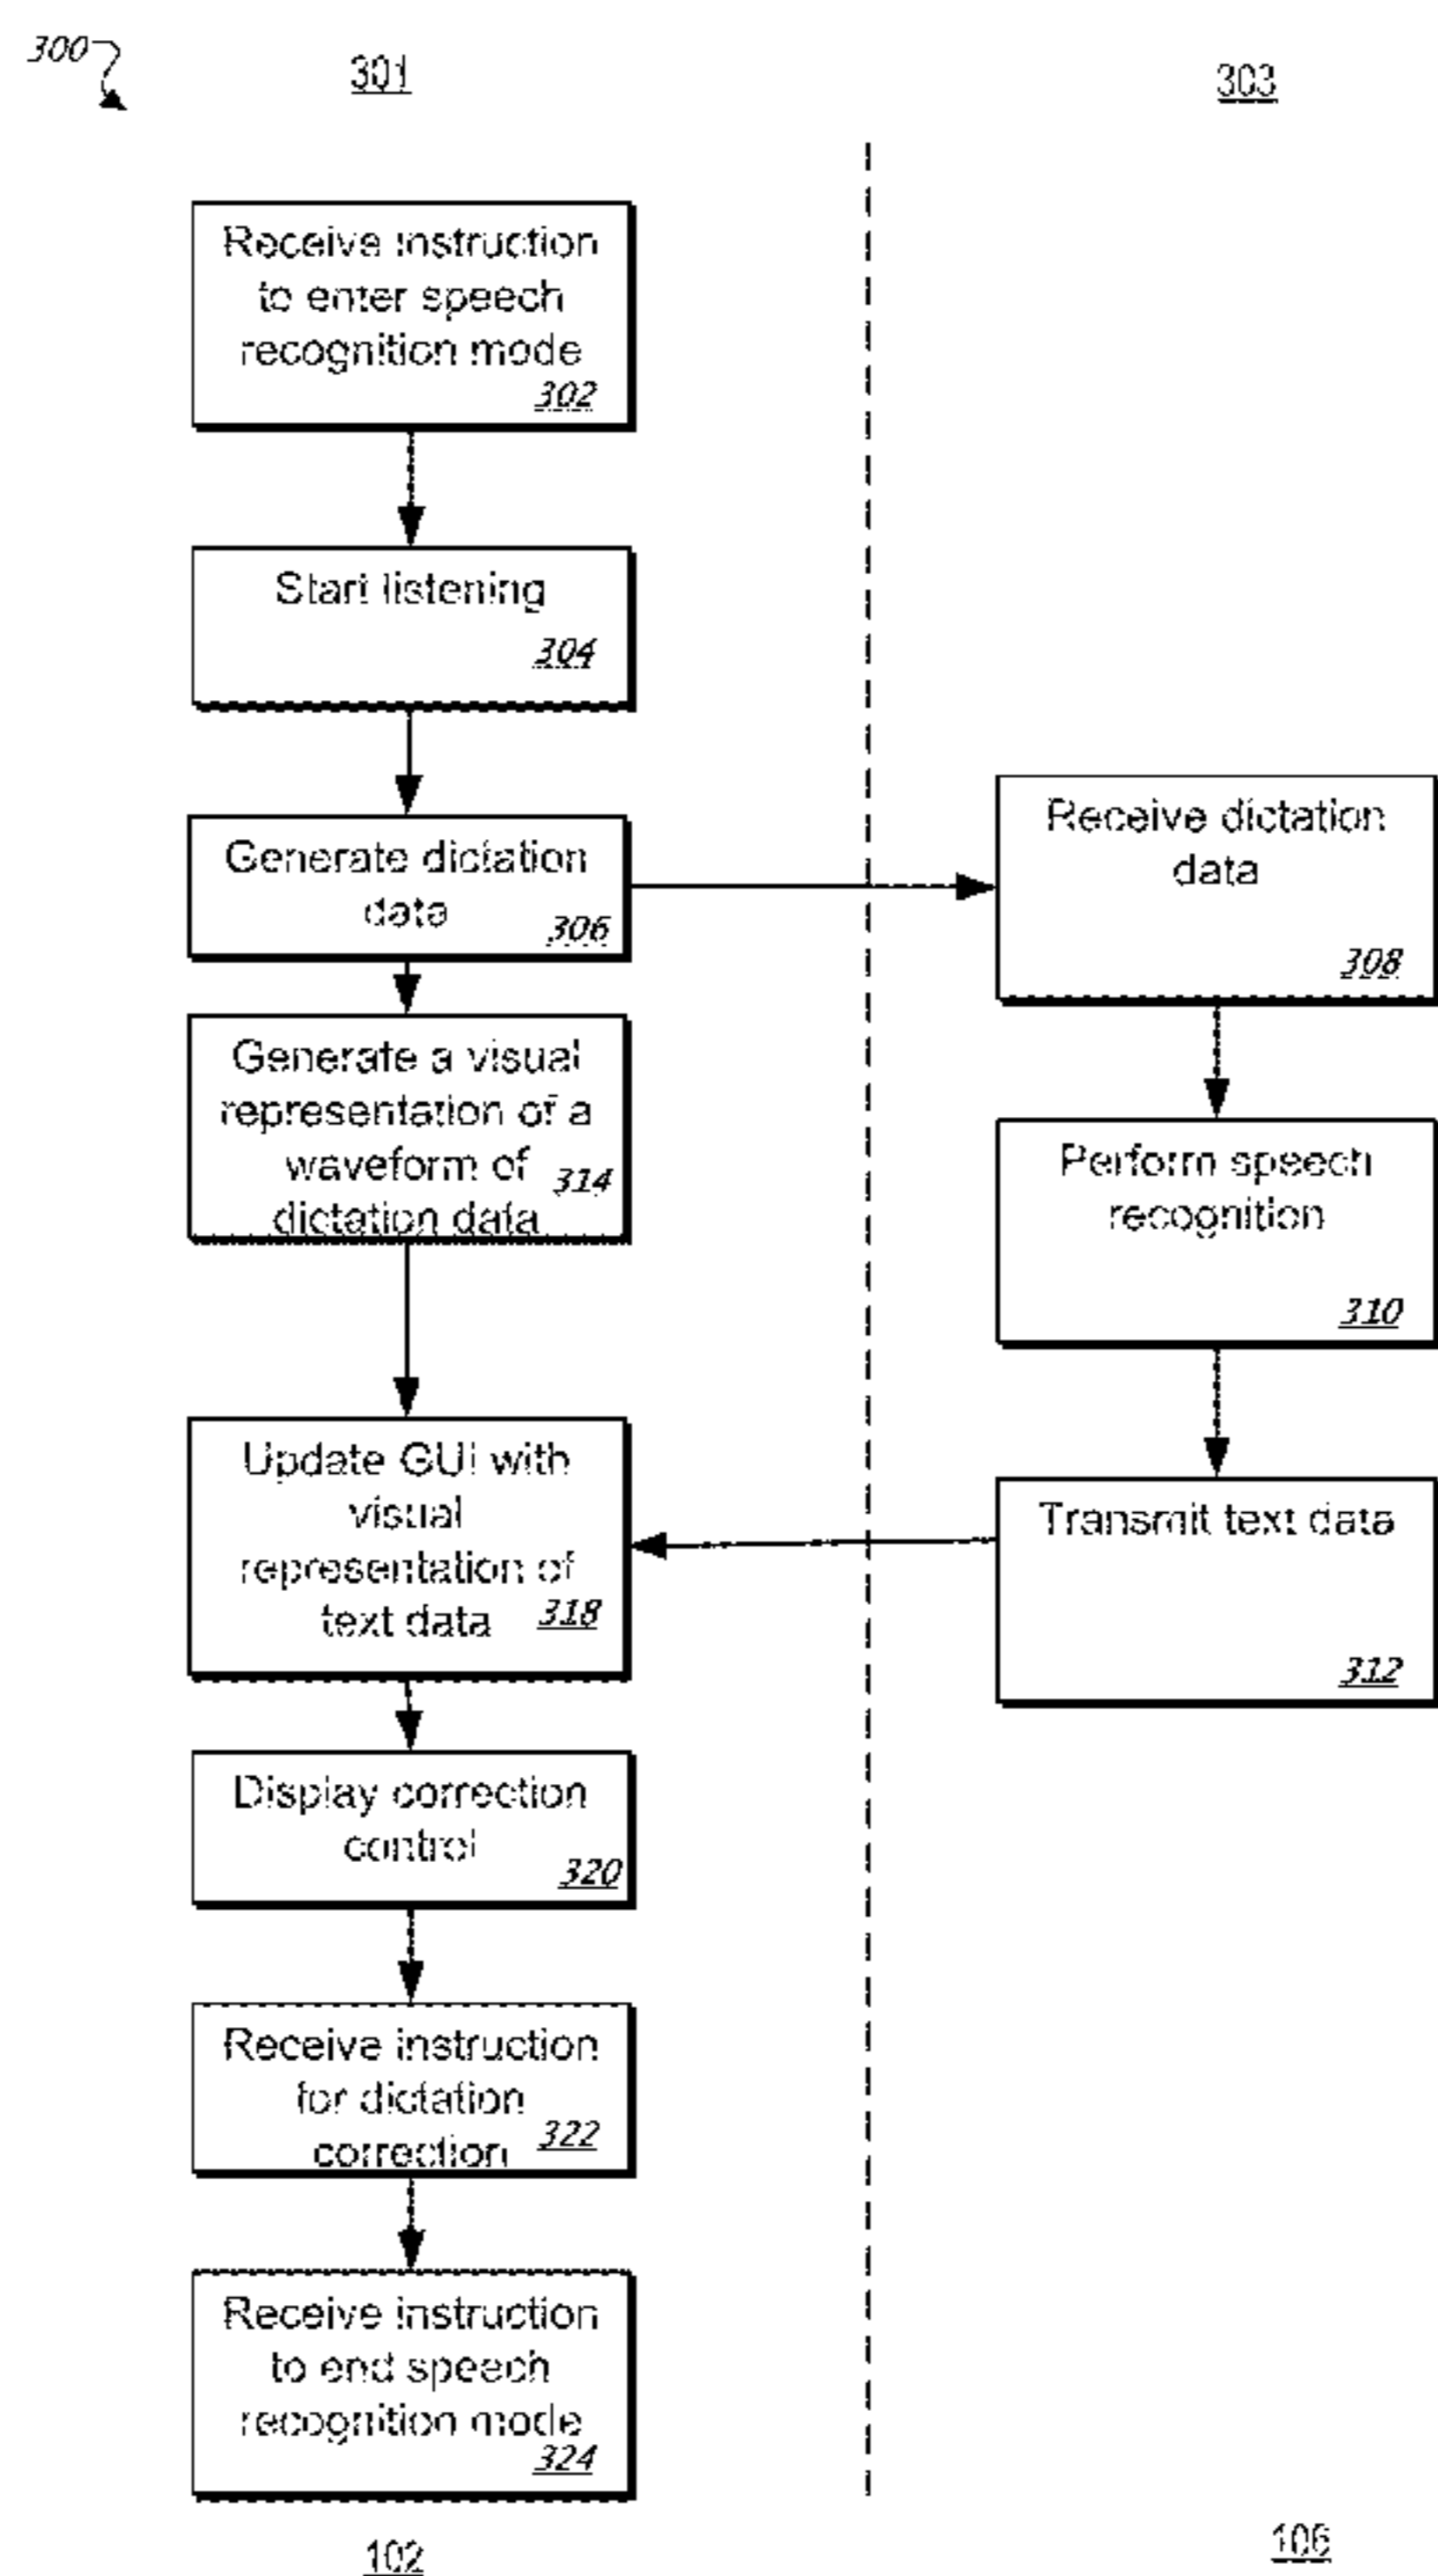 300
301
303
Receive instruction
to enter speech
recognition mode
302
Start listening
304
Generate dictation
data
306
Receive dictation
data
308
Generate a visual
representation of a
waveform of
314
dictation data
Perform speech
recognition
310
Update GUI with
visual
representation of
318
text data
Transmit text data
312
Display correction
control
320
Receive instruction
for dictation
322
correction
Receive instruction
to end speech
recognition mode
324
102
106